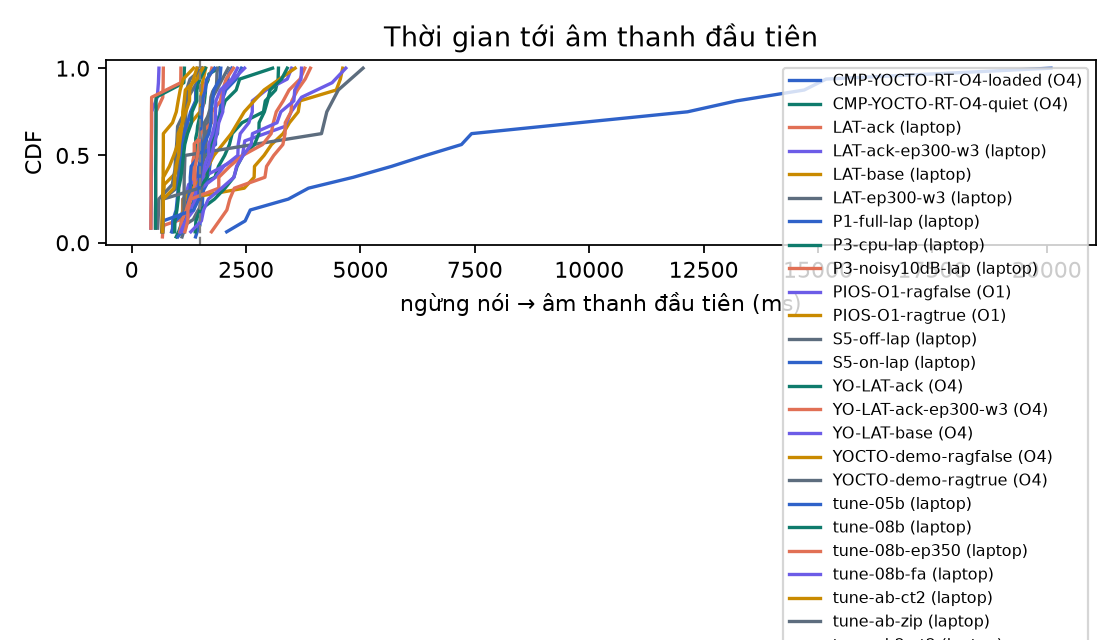 Thời gian tới âm thanh đầu tiên
CDF
1.0
0.5
0.0
0
2500
5000
7500
10000
12500
15000
17500
20000
ngừng nói → âm thanh đầu tiên (ms)
CMP-YOCTO-RT-O4-loaded (O4)
CMP-YOCTO-RT-O4-quiet (O4)
LAT-ack (laptop)
LAT-ack-ep300-w3 (laptop)
LAT-base (laptop)
LAT-ep300-w3 (laptop)
P1-full-lap (laptop)
P3-cpu-lap (laptop)
P3-noisy10dB-lap (laptop)
PIOS-O1-ragfalse (O1)
PIOS-O1-ragtrue (O1)
S5-off-lap (laptop)
S5-on-lap (laptop)
YO-LAT-ack (O4)
YO-LAT-ack-ep300-w3 (O4)
YO-LAT-base (O4)
YOCTO-demo-ragfalse (O4)
YOCTO-demo-ragtrue (O4)
tune-05b (laptop)
tune-08b (laptop)
tune-08b-ep350 (laptop)
tune-08b-fa (laptop)
tune-ab-ct2 (laptop)
tune-ab-zip (laptop)